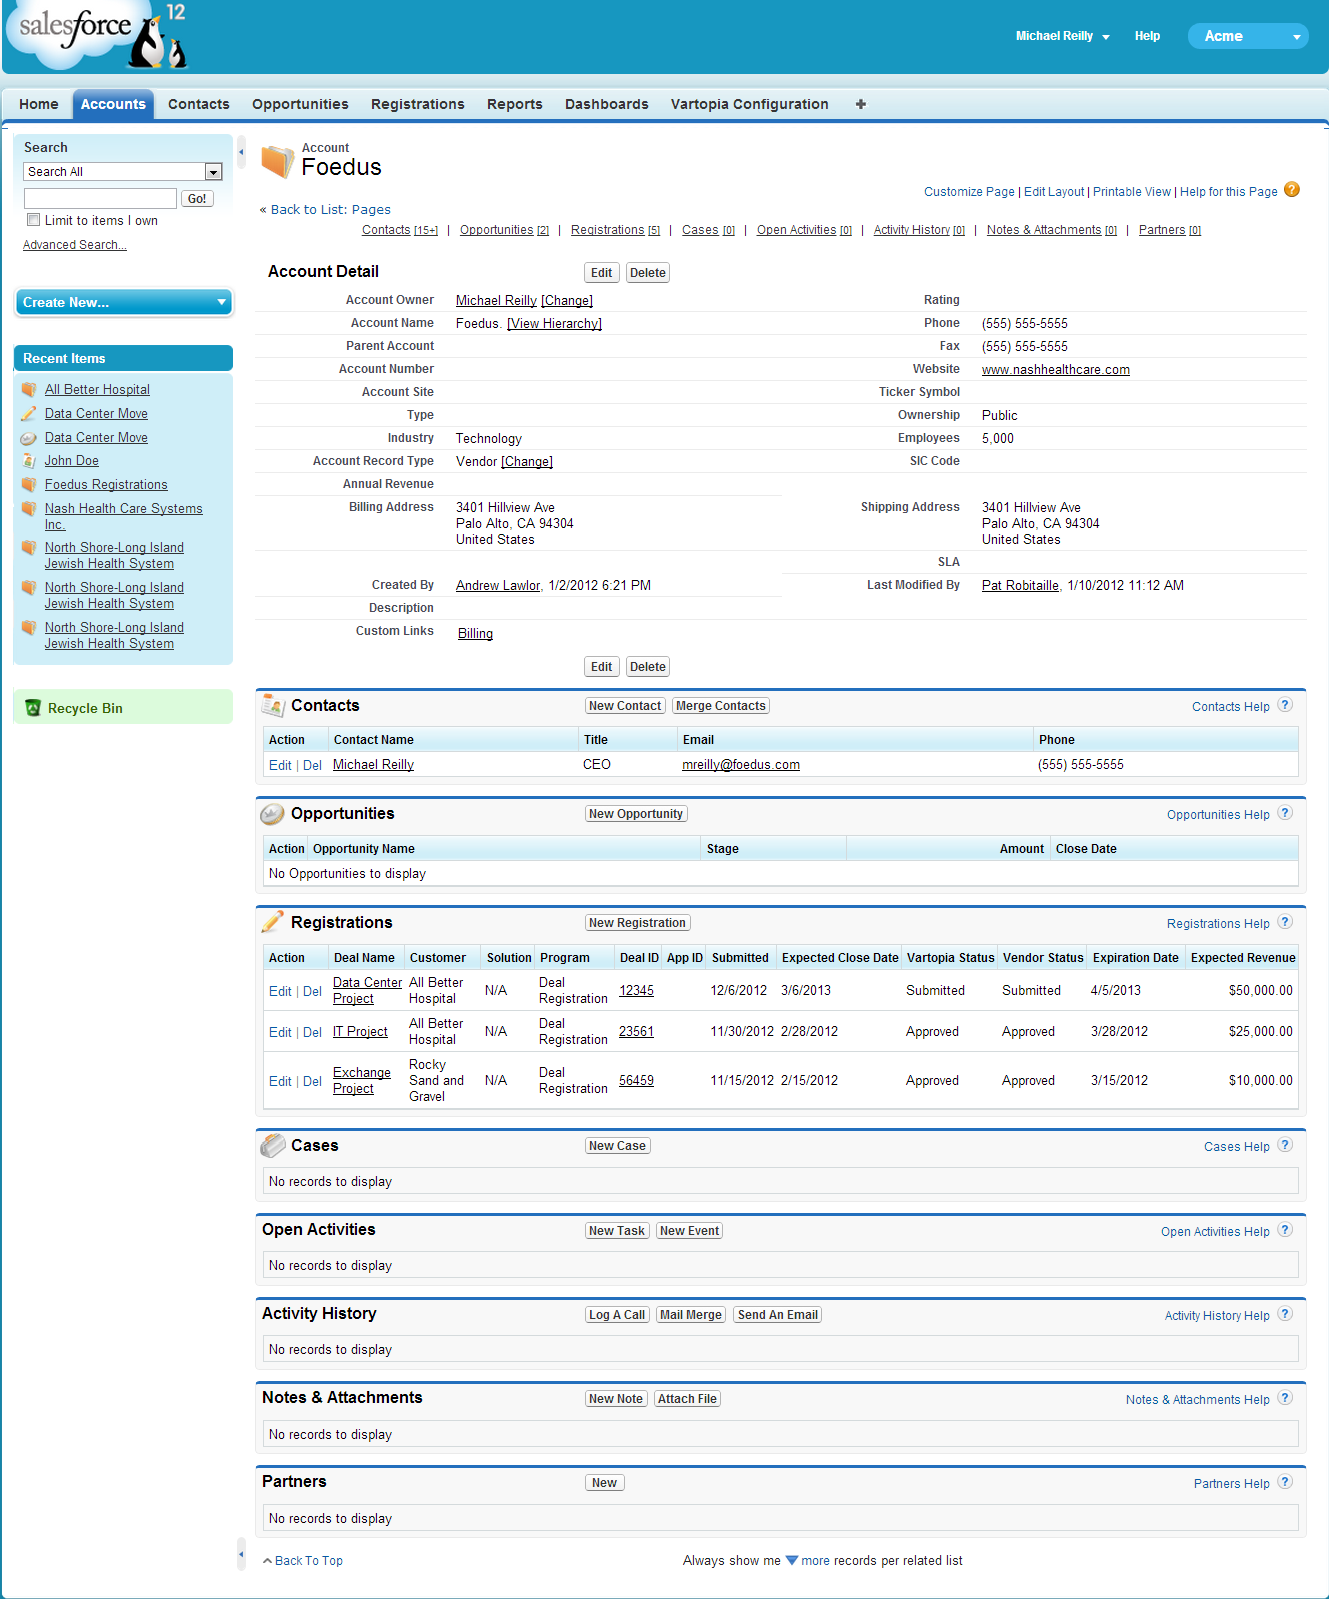 salesforce 12
Michael Reilly Help Acme
Home Accounts Contacts Opportunities Registrations Reports Dashboards Vartopia Configuration +
Search
Search All
Go!
Limit to items I own
Advanced Search...
Create New...
Recent Items
All Better Hospital
Data Center Move
Data Center Move
John Doe
Foedus Registrations
Nash Health Care Systems
Inc.
North Shore-Long Island
Jewish Health System
North Shore-Long Island
Jewish Health System
North Shore-Long Island
Jewish Health System
Recycle Bin
Account
Foedus
Customize Page | Edit Layout | Printable View | Help for this Page ?
« Back to List: Pages
Contacts [15+] | Opportunities [2] | Registrations [5] | Cases [0] | Open Activities [0] | Activity History [0] | Notes & Attachments [0] | Partners [0]
Account Detail Edit Delete
Account Owner Michael Reilly [Change] Rating
Account Name Foedus. [View Hierarchy] Phone (555) 555-5555
Parent Account Fax (555) 555-5555
Account Number Website www.nashhealthcare.com
Account Site Ticker Symbol
Type Ownership Public
Industry Technology Employees 5,000
Account Record Type Vendor [Change] SIC Code
Annual Revenue
Billing Address 3401 Hillview Ave Shipping Address 3401 Hillview Ave
Palo Alto, CA 94304 Palo Alto, CA 94304
United States United States
SLA
Created By Andrew Lawlor, 1/2/2012 6:21 PM Last Modified By Pat Robitaille, 1/10/2012 11:12 AM
Description
Custom Links Billing
Edit Delete
Contacts New Contact Merge Contacts Contacts Help ?
Action Contact Name Title Email Phone
Edit | Del Michael Reilly CEO mreilly@foedus.com (555) 555-5555
Opportunities New Opportunity Opportunities Help ?
Action Opportunity Name Stage Amount Close Date
No Opportunities to display
Registrations New Registration Registrations Help ?
Action Deal Name Customer Solution Program Deal ID App ID Submitted Expected Close Date Vartopia Status Vendor Status Expiration Date Expected Revenue
Data Center All Better Deal
Edit | Del N/A 12345 12/6/2012 3/6/2013 Submitted Submitted 4/5/2013 $50,000.00
Project Hospital Registration
All Better Deal
Edit | Del IT Project N/A 23561 11/30/2012 2/28/2012 Approved Approved 3/28/2012 $25,000.00
Hospital Registration
Rocky
Exchange Deal
Edit | Del Sand and N/A 56459 11/15/2012 2/15/2012 Approved Approved 3/15/2012 $10,000.00
Project Registration
Gravel
Cases New Case Cases Help ?
No records to display
Open Activities New Task New Event Open Activities Help ?
No records to display
Activity History Log A Call Mail Merge Send An Email Activity History Help ?
No records to display
Notes & Attachments New Note Attach File Notes & Attachments Help ?
No records to display
Partners New Partners Help ?
No records to display
Back To Top Always show me more records per related list